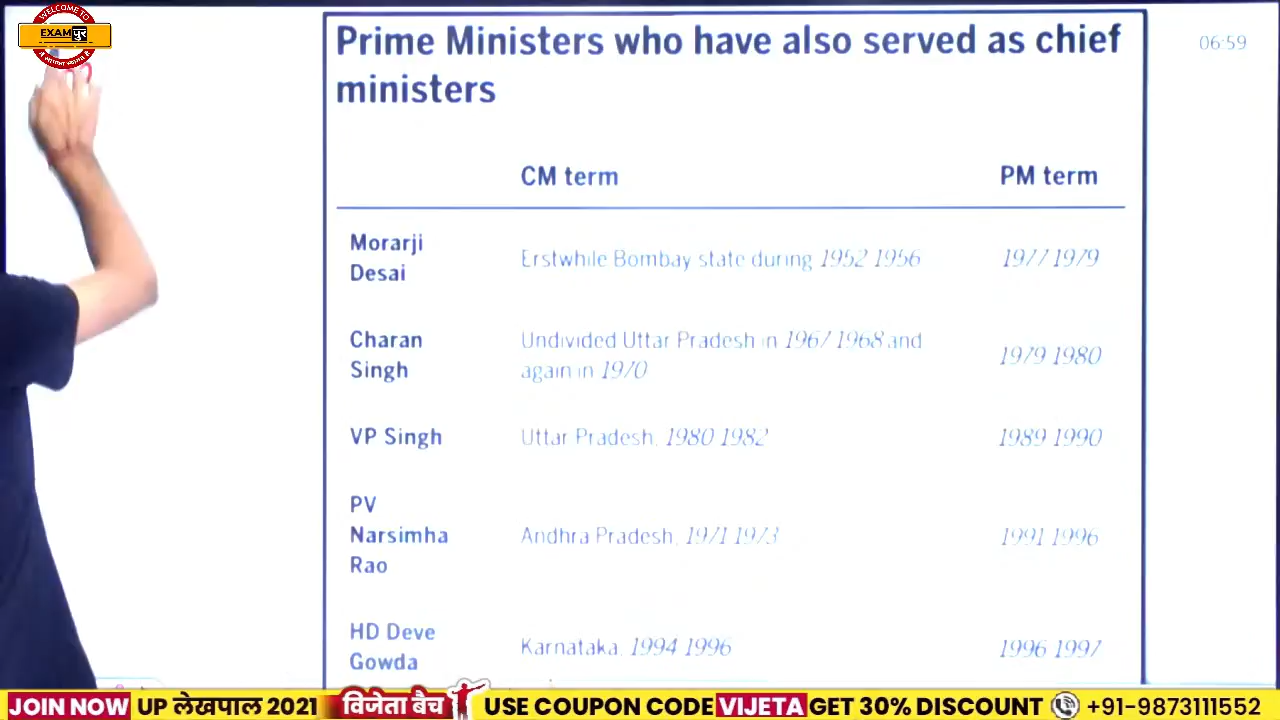 WELCOME TO
EXAM पुर
06:59
Prime Ministers who have also served as chief
ministers
CM term PM term
Morarji
Desai
Erstwhile Bombay state during 1952 1956 1977 1979
Charan
Singh
Undivided Uttar Pradesh in 1967 1968 and
again in 1970
1979 1980
VP Singh Uttar Pradesh, 1980 1982 1989 1990
PV
Narsimha
Rao
Andhra Pradesh, 1971 1973 1991 1996
HD Deve
Gowda
Karnataka, 1994 1996 1996 1997
JOIN NOW UP लेखपाल 2021 विजेता बैच USE COUPON CODE VIJETA GET 30% DISCOUNT +91-9873111552